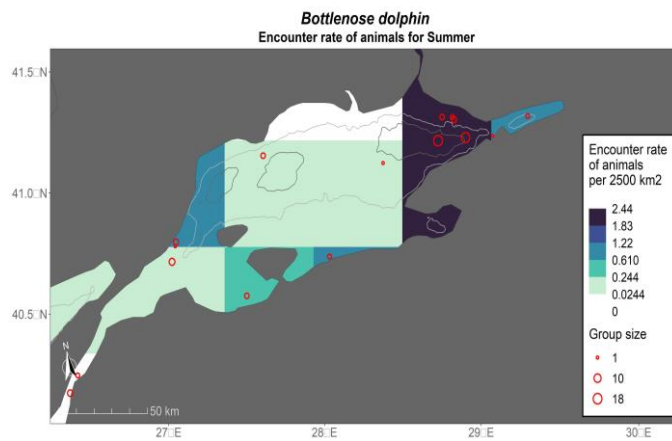 Bottlenose dolphin
Encounter rate of animals for Summer
41.5□N
41.0□N
40.5□N
N
50 km
27□E
28□E
29□E
30□E
Encounter rate
of animals
per 2500 km2
2.44
1.83
1.22
0.610
0.244
0.0244
0
Group size
1
10
18